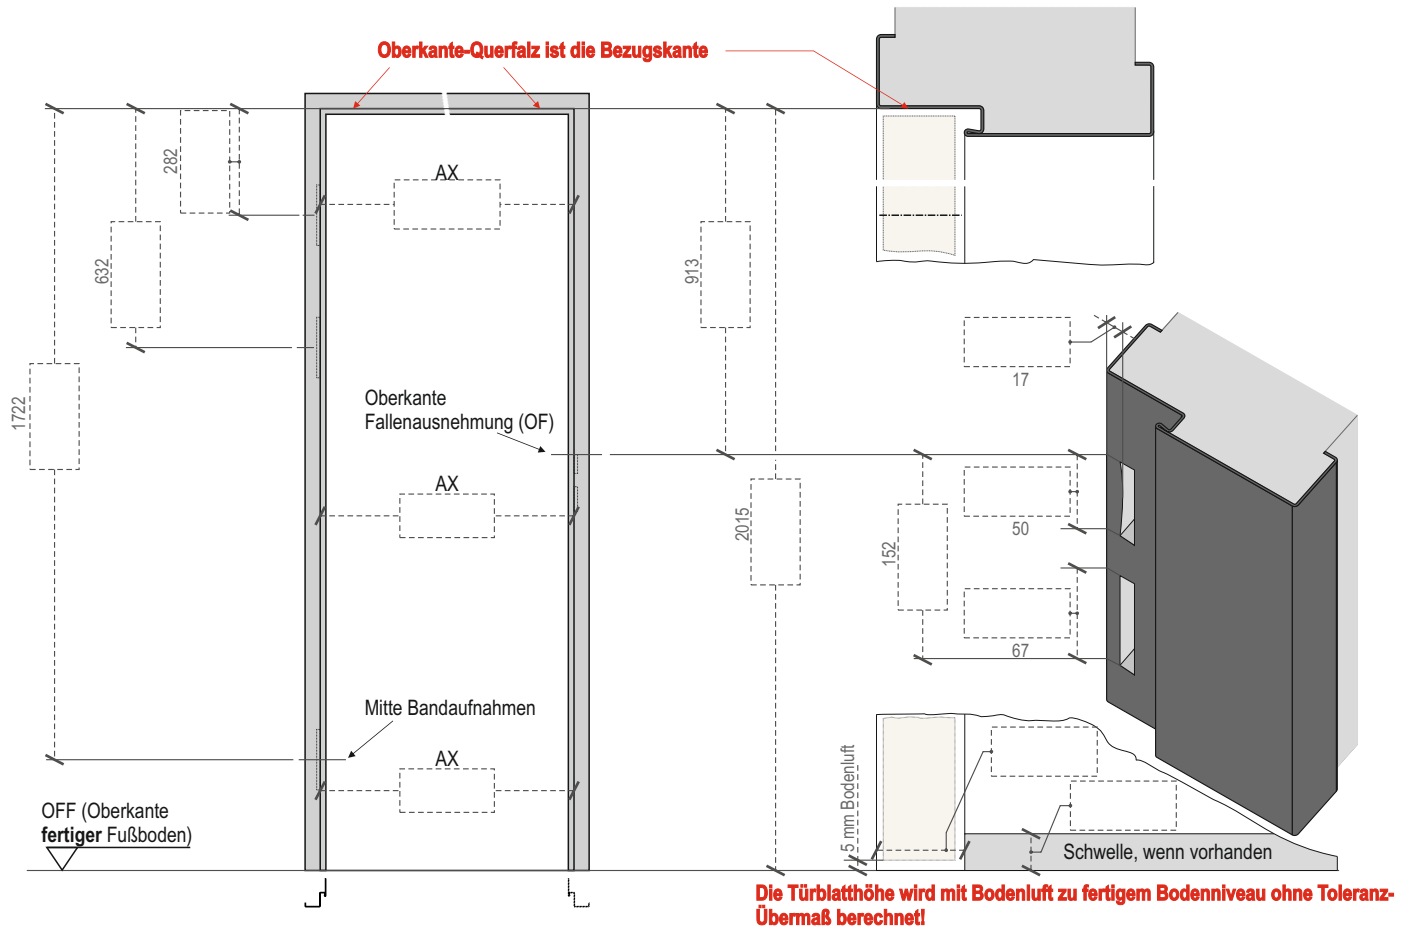 Oberkante-Querfalz ist die Bezugskante
282
AX
632
913
17
1722
Oberkante
Fallenausnehmung (OF)
AX
2015
152
50
67
Mitte Bandaufnahmen
AX
5 mm Bodenluft
OFF (Oberkante
fertiger Fußboden)
Schwelle, wenn vorhanden
Die Türblatthöhe wird mit Bodenluft zu fertigem Bodenniveau ohne Toleranz-
Übermaß berechnet!